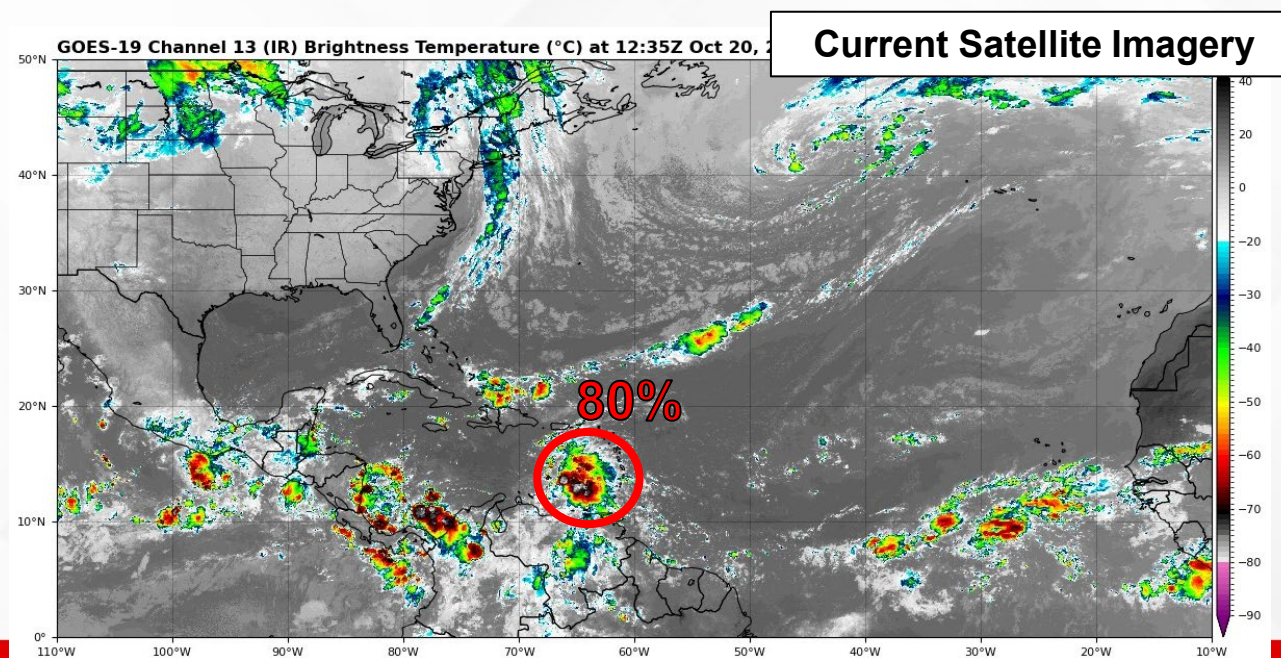 Current Satellite Imagery
GOES-19 Channel 13 (IR) Brightness Temperature (°C) at 12:35Z Oct 20,
50°N
40°N
30°N
20°N
10°N
0°
110°W 100°W 90°W 80°W 70°W 60°W 50°W 40°W 30°W 20°W 10°W
80%
40
20
0
−20
−30
−40
−50
−60
−70
−80
−90